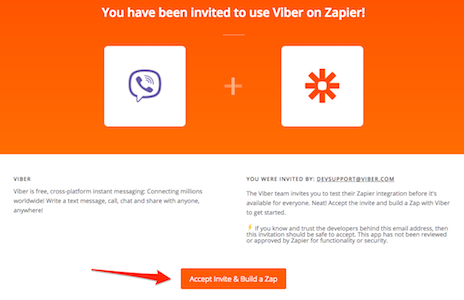 You have been invited to use Viber on Zapier!
VIBER
Viber is free, cross-platform instant messaging: Connecting millions
worldwide! Write a text message, call, chat and share with anyone,
anywhere!
YOU WERE INVITED BY: DEVSUPPORT@VIBER.COM
The Viber team invites you to test their Zapier integration before it's
available for everyone. Neat! Accept the invite and build a Zap with Viber
to get started.
⚡ If you know and trust the developers behind this email address, then
this invitation should be safe to accept. This app has not been reviewed
or approved by Zapier for functionality or security.
Accept Invite & Build a Zap